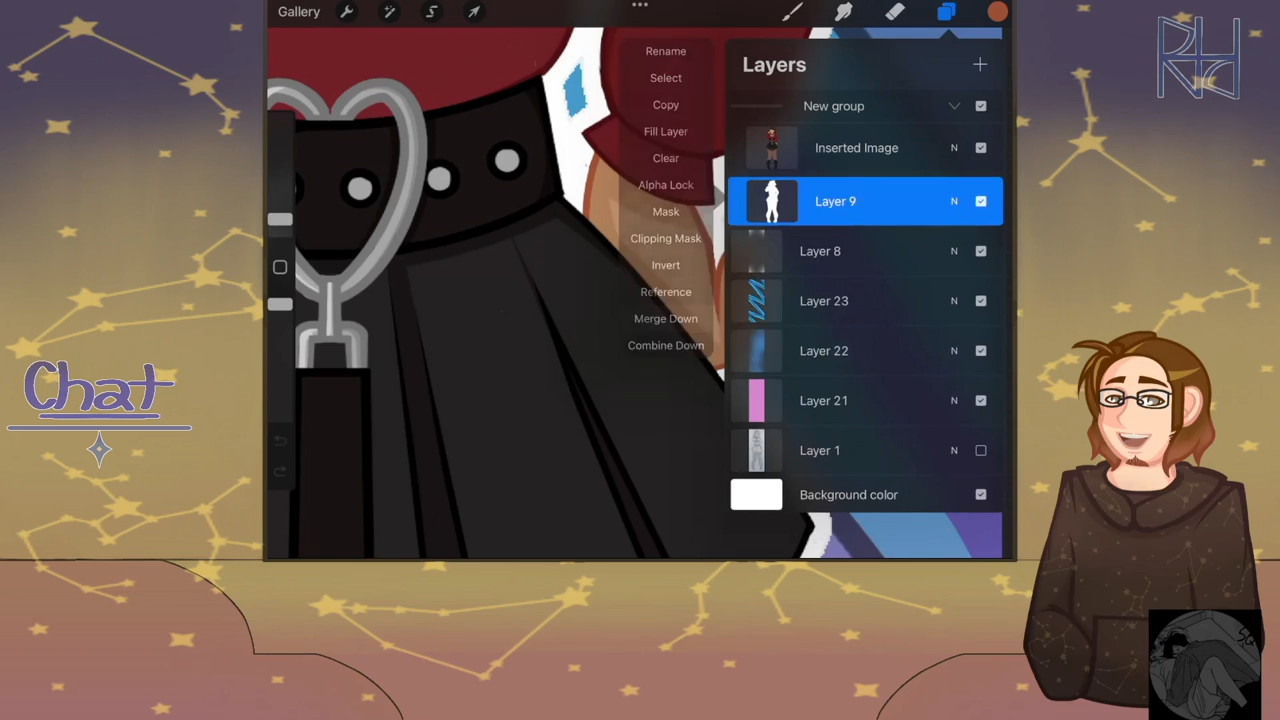 Gallery
Rename
Select
Copy
Fill Layer
Clear
Alpha Lock
Mask
Clipping Mask
Invert
Reference
Merge Down
Combine Down
Layers
New group
Inserted Image N
Layer 9 N
Layer 8 N
Layer 23 N
Layer 22 N
Layer 21 N
Layer 1 N
Background color
Chat